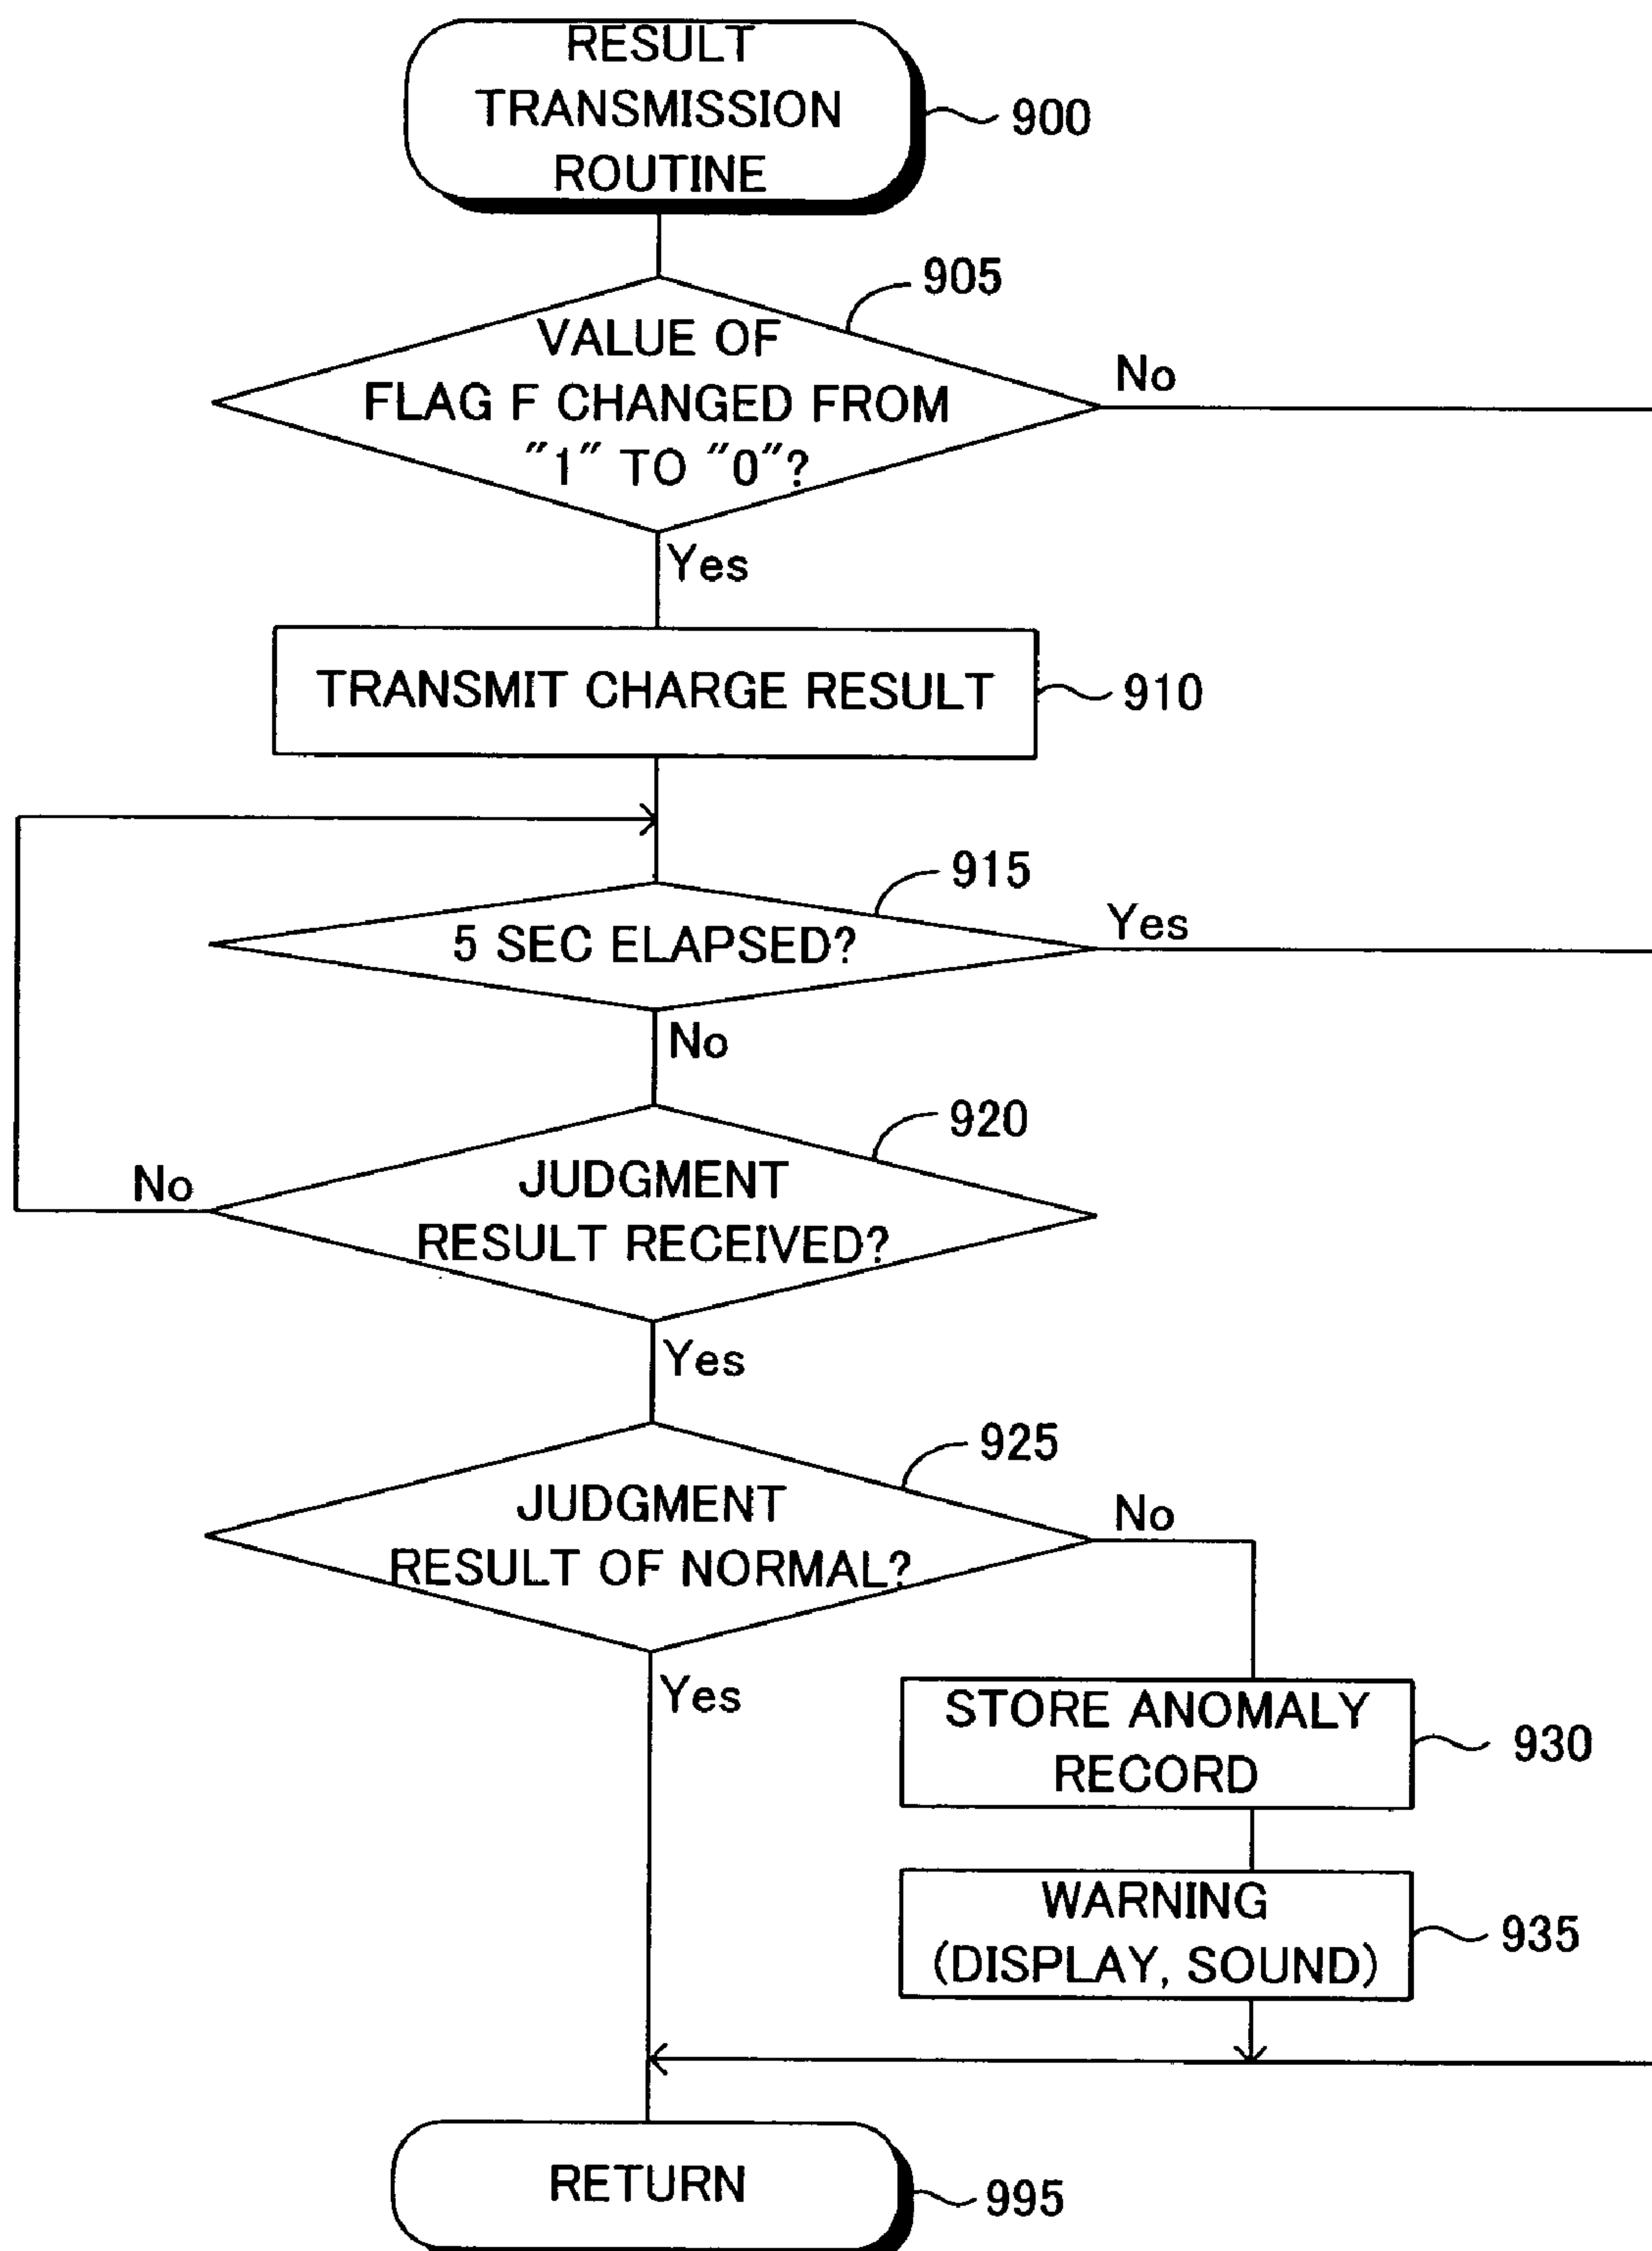 RESULT
TRANSMISSION
ROUTINE
900
905
VALUE OF
FLAG F CHANGED FROM
"1" TO "0"?
No
Yes
TRANSMIT CHARGE RESULT
910
915
5 SEC ELAPSED?
Yes
No
920
JUDGMENT
RESULT RECEIVED?
No
Yes
925
JUDGMENT
RESULT OF NORMAL?
No
Yes
STORE ANOMALY
RECORD
930
WARNING
(DISPLAY, SOUND)
935
RETURN
995